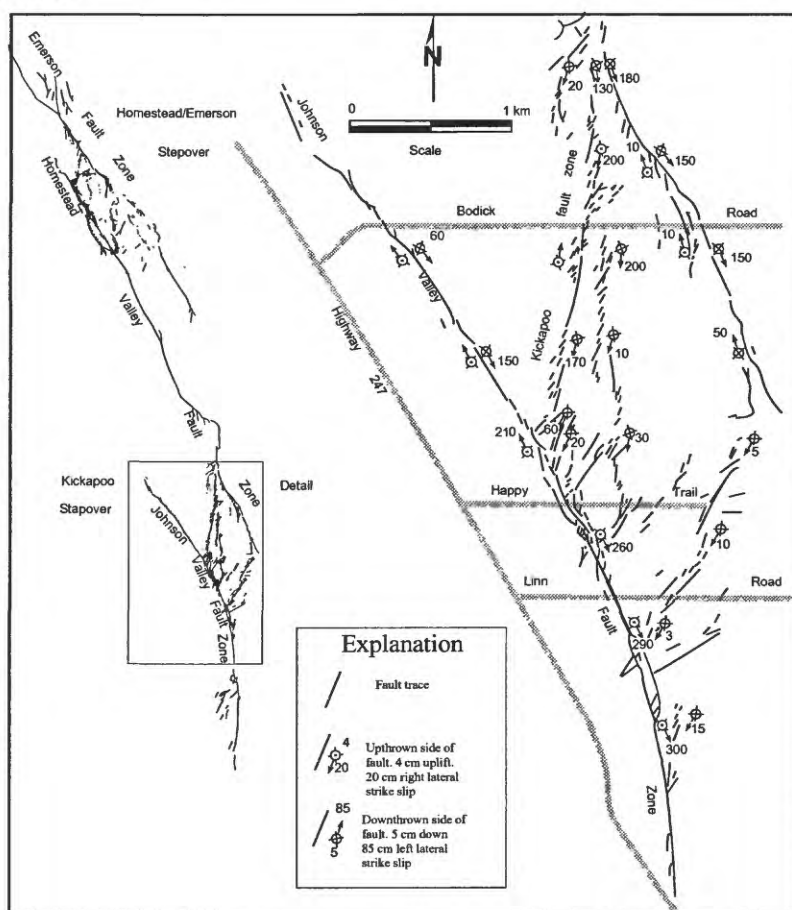 Emerson
Fault
Zone
Homestead/Emerson
Stepover
Homestead
Valley
Fault
Zone
Kickapoo
Stapover
Detail
Johnson
Valley
Fault
Zone
N
0
1 km
Scale
Johnson
Valley
Fault
Zone
Kickapoo
fault
zone
Bodick
Road
Highway
247
Happy
Trail
Linn
Road
20
130
180
200
10
150
60
200
10
150
150
170
10
50
210
60
20
30
5
260
10
290
3
300
15
Explanation
Fault trace
4
20
Upthrown side of
fault. 4 cm uplift.
20 cm right lateral
strike slip
85
5
Downthrown side of
fault. 5 cm down
85 cm left lateral
strike slip